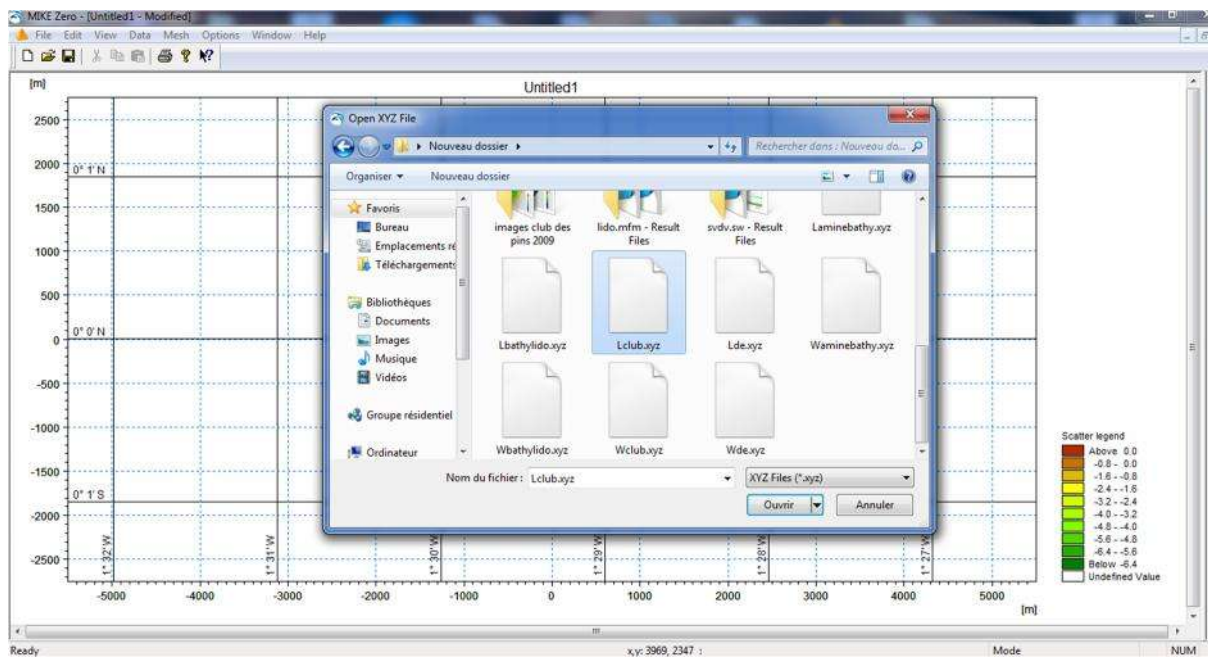 MIKE Zero - [Untitled1 - Modified]
File Edit View Data Mesh Options Window Help
[m]
Untitled1
2500
2000
1500
1000
500
0
-500
-1000
-1500
-2000
-2500
0° 1' N
0° 0' N
0° 1' S
1° 32' W
1° 31' W
1° 30' W
1° 29' W
1° 28' W
1° 27' W
-5000 -4000 -3000 -2000 -1000 0 1000 2000 3000 4000 5000
[m]
Open XYZ File
Nouveau dossier
Rechercher dans : Nouveau do...
Organiser Nouveau dossier
Favoris
Bureau
Emplacements ré
Téléchargements
Bibliothèques
Documents
Images
Musique
Vidéos
Groupe résidentiel
Ordinateur
images club des pins 2009
lido.mfm - Result Files
svdv.sw - Result Files
Laminebathy.xyz
Lbathylido.xyz
Lclub.xyz
Lde.xyz
Waminebathy.xyz
Wbathylido.xyz
Wclub.xyz
Wde.xyz
Nom du fichier : Lclub.xyz
XYZ Files (*.xyz)
Ouvrir
Annuler
Scatter legend
Above 0.0
-0.8 - 0.0
-1.6 - -0.8
-2.4 - -1.6
-3.2 - -2.4
-4.0 - -3.2
-4.8 - -4.0
-5.6 - -4.8
-6.4 - -5.6
Below -6.4
Undefined Value
Ready
x,y: 3969, 2347 :
Mode
NUM